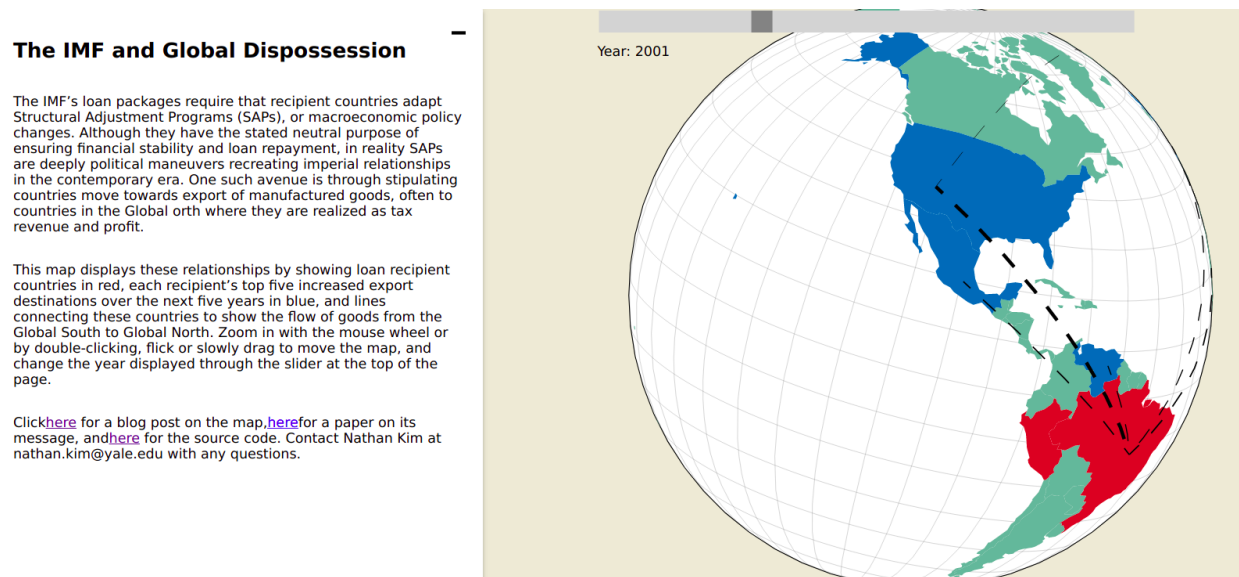 The IMF and Global Dispossession
The IMF's loan packages require that recipient countries adapt
Structural Adjustment Programs (SAPs), or macroeconomic policy
changes. Although they have the stated neutral purpose of
ensuring financial stability and loan repayment, in reality SAPs
are deeply political maneuvers recreating imperial relationships
in the contemporary era. One such avenue is through stipulating
countries move towards export of manufactured goods, often to
countries in the Global orth where they are realized as tax
revenue and profit.
This map displays these relationships by showing loan recipient
countries in red, each recipient's top five increased export
destinations over the next five years in blue, and lines
connecting these countries to show the flow of goods from the
Global South to Global North. Zoom in with the mouse wheel or
by double-clicking, flick or slowly drag to move the map, and
change the year displayed through the slider at the top of the
page.
Clickhere for a blog post on the map,herefor a paper on its
message, andhere for the source code. Contact Nathan Kim at
nathan.kim@yale.edu with any questions.
Year: 2001